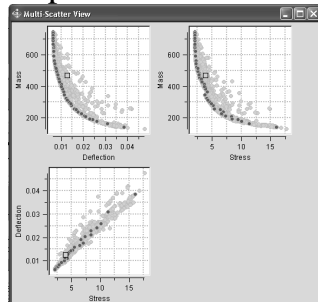 Multi-Scatter View
Mass
600
400
200
0.01 0.02 0.03 0.04
Deflection
Mass
600
400
200
5 10 15
Stress
Deflection
0.04
0.03
0.02
0.01
5 10 15
Stress